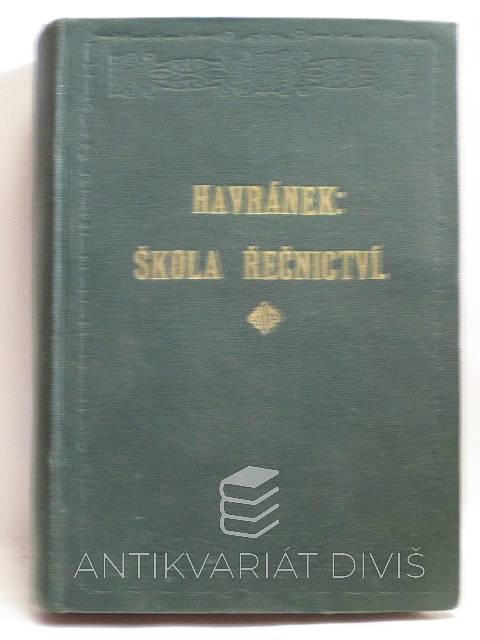 HAVRÁNEK:
ŠKOLA ŘEČNICTVÍ.
ANTIKVARIÁT DIVIŠ